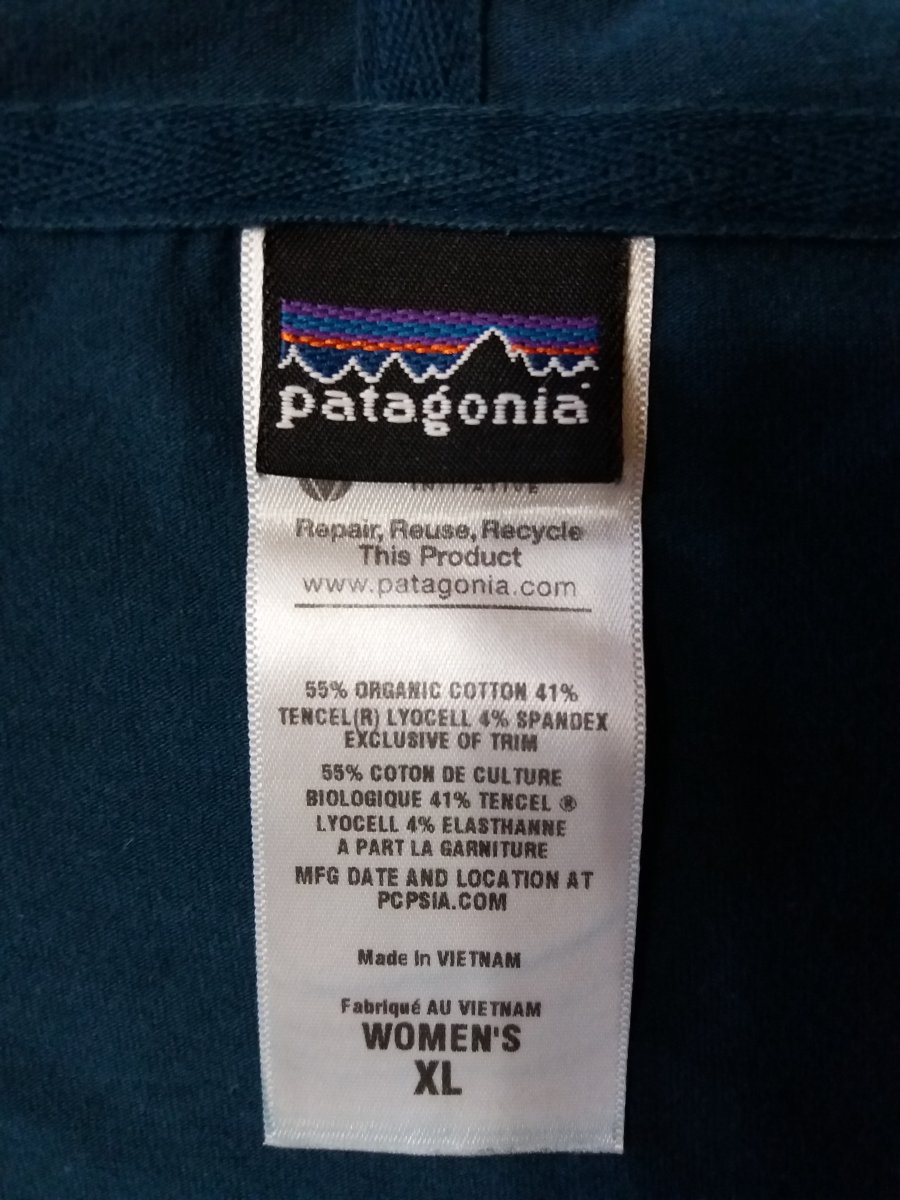 patagonia
INITIATIVE
Repair, Reuse, Recycle
This Product
www.patagonia.com
55% ORGANIC COTTON 41%
TENCEL(R) LYOCELL 4% SPANDEX
EXCLUSIVE OF TRIM
55% COTON DE CULTURE
BIOLOGIQUE 41% TENCEL ®
LYOCELL 4% ELASTHANNE
A PART LA GARNITURE
MFG DATE AND LOCATION AT
PCPSIA.COM
Made in VIETNAM
Fabriqué AU VIETNAM
WOMEN'S
XL